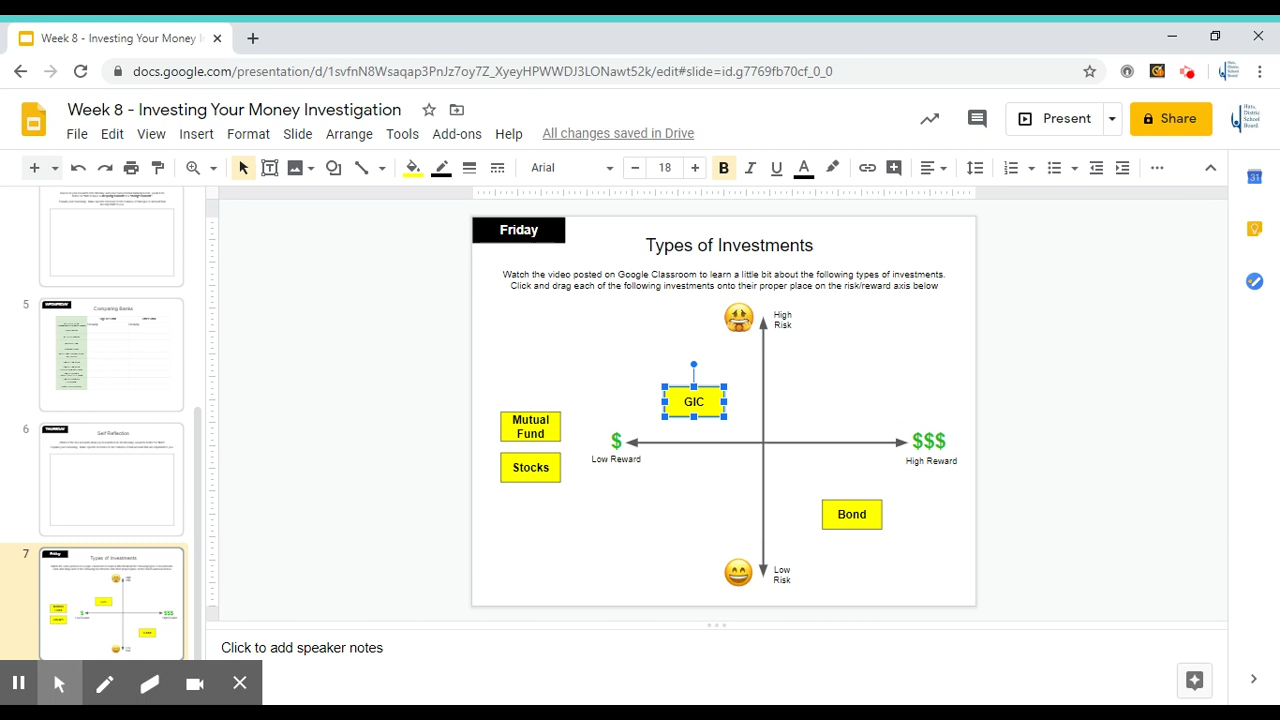 Week 8 - Investing Your Money I
docs.google.com/presentation/d/1svfnN8Wsaqap3PnJz7oy7Z_XyeyHPWWDJ3LONawt52k/edit#slide=id.g7769fb70cf_0_0
Week 8 - Investing Your Money Investigation
File Edit View Insert Format Slide Arrange Tools Add-ons Help All changes saved in Drive
Present
Share
Arial 18
Friday
Types of Investments
Watch the video posted on Google Classroom to learn a little bit about the following types of investments.
Click and drag each of the following investments onto their proper place on the risk/reward axis below
High
Risk
GIC
Mutual
Fund
$
$$$
Low Reward
High Reward
Stocks
Bond
Low
Risk
5
Comparing Banks
6
Self Reflection
7
Friday
Types of Investments
Click to add speaker notes
31